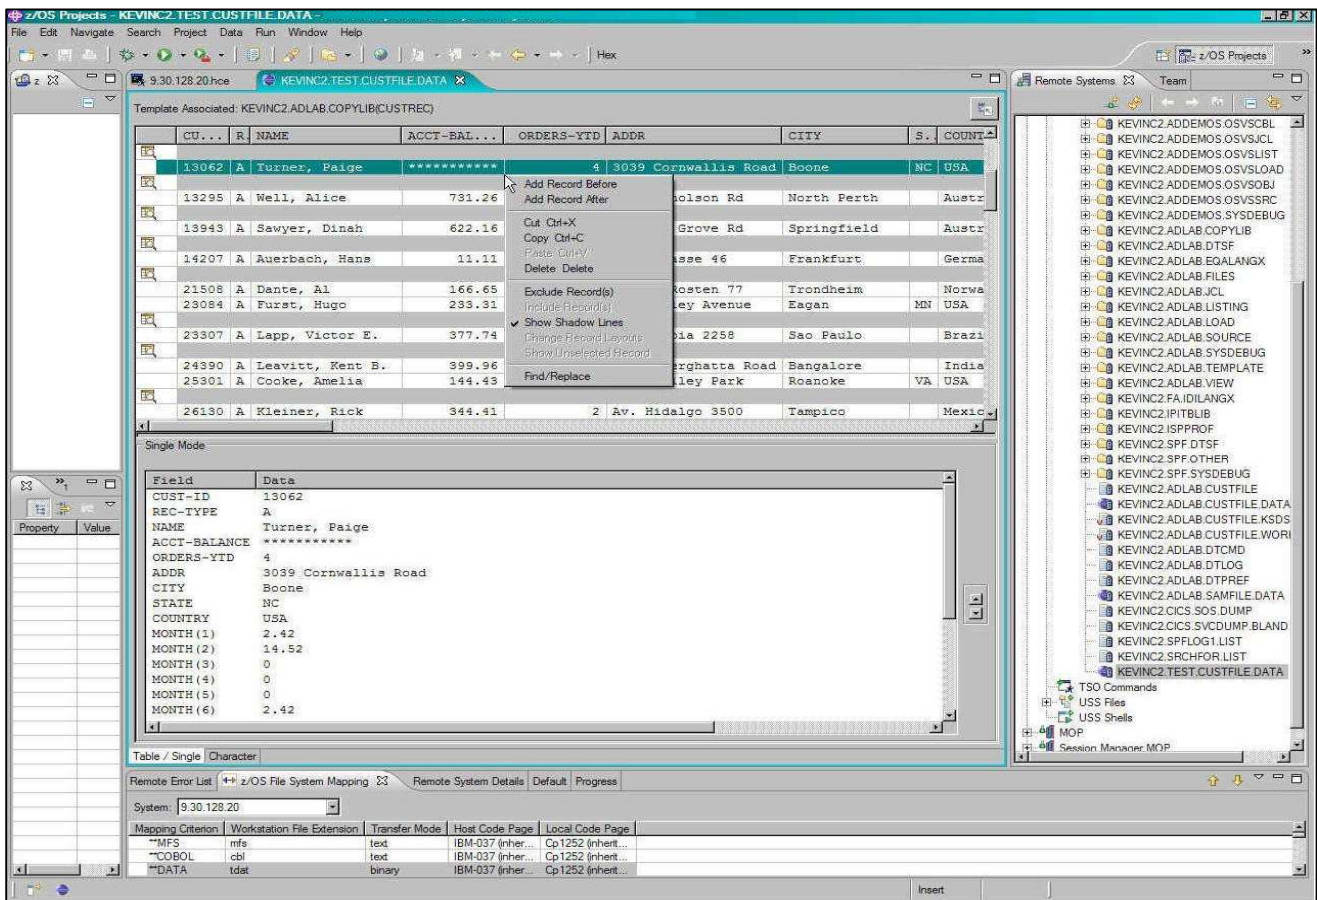 z/OS Projects - KEVINC2.TEST.CUSTFILE.DATA -
File Edit Navigate Search Project Data Run Window Help
Hex
z/OS Projects
z
9.30.128.20.hce
KEVINC2.TEST.CUSTFILE.DATA
Remote Systems Team
Template Associated: KEVINC2.ADLAB.COPYLIB(CUSTREC)
CU... R. NAME ACCT-BAL... ORDERS-YTD ADDR CITY S.. COUNT
13062 A Turner, Paige *********** 4 3039 Cornwallis Road Boone NC USA
13295 A Well, Alice 731.26 olson Rd North Perth Austr
13943 A Sawyer, Dinah 622.16 Grove Rd Springfield Austr
14207 A Auerbach, Hans 11.11 asse 46 Frankfurt Germa
21508 A Dante, Al 166.65 Rosten 77 Trondheim Norwa
23084 A Furst, Hugo 233.31 ey Avenue Eagan MN USA
23307 A Lapp, Victor E. 377.74 ia 2258 Sao Paulo Brazi
24390 A Leavitt, Kent B. 399.96 erghatta Road Bangalore India
25301 A Cooke, Amelia 144.43 lley Park Roanoke VA USA
26130 A Kleiner, Rick 344.41 2 Av. Hidalgo 3500 Tampico Mexic
Add Record Before
Add Record After
Cut Ctrl+X
Copy Ctrl+C
Paste Ctrl+V
Delete Delete
Exclude Record(s)
Include Record(s)
Show Shadow Lines
Change Record Layouts
Show Unselected Record
Find/Replace
Single Mode
Field Data
CUST-ID 13062
REC-TYPE A
NAME Turner, Paige
ACCT-BALANCE ***********
ORDERS-YTD 4
ADDR 3039 Cornwallis Road
CITY Boone
STATE NC
COUNTRY USA
MONTH(1) 2.42
MONTH(2) 14.52
MONTH(3) 0
MONTH(4) 0
MONTH(5) 0
MONTH(6) 2.42
Table / Single Character
Property Value
KEVINC2.ADDEMOS.OSVSCBL
KEVINC2.ADDEMOS.OSVSJCL
KEVINC2.ADDEMOS.OSVSLIST
KEVINC2.ADDEMOS.OSVSLOAD
KEVINC2.ADDEMOS.OSVSOBJ
KEVINC2.ADDEMOS.OSVSSRC
KEVINC2.ADDEMOS.SYSDEBUG
KEVINC2.ADLAB.COPYLIB
KEVINC2.ADLAB.DTSF
KEVINC2.ADLAB.EQALANGX
KEVINC2.ADLAB.FILES
KEVINC2.ADLAB.JCL
KEVINC2.ADLAB.LISTING
KEVINC2.ADLAB.LOAD
KEVINC2.ADLAB.SOURCE
KEVINC2.ADLAB.SYSDEBUG
KEVINC2.ADLAB.TEMPLATE
KEVINC2.ADLAB.VIEW
KEVINC2.FA.IDILANGX
KEVINC2.IPITBLIB
KEVINC2.ISPPROF
KEVINC2.SPF.DTSF
KEVINC2.SPF.OTHER
KEVINC2.SPF.SYSDEBUG
KEVINC2.ADLAB.CUSTFILE
KEVINC2.ADLAB.CUSTFILE.DATA
KEVINC2.ADLAB.CUSTFILE.KSDS
KEVINC2.ADLAB.CUSTFILE.WORK
KEVINC2.ADLAB.DTCMD
KEVINC2.ADLAB.DTLOG
KEVINC2.ADLAB.DTPREF
KEVINC2.ADLAB.SAMFILE.DATA
KEVINC2.CICS.SOS.DUMP
KEVINC2.CICS.SVCDUMP.BLAND
KEVINC2.SPFLOG1.LIST
KEVINC2.SRCHFOR.LIST
KEVINC2.TEST.CUSTFILE.DATA
TSO Commands
USS Files
USS Shells
MOP
Session Manager MOP
Remote Error List z/OS File System Mapping Remote System Details Default Progress
System: 9.30.128.20
Mapping Criterion Workstation File Extension Transfer Mode Host Code Page Local Code Page
**MFS mfs text IBM-037 (inher... Cp1252 (inherit...
**COBOL cbl text IBM-037 (inher... Cp1252 (inherit...
**DATA tdat binary IBM-037 (inher... Cp1252 (inherit...
Insert